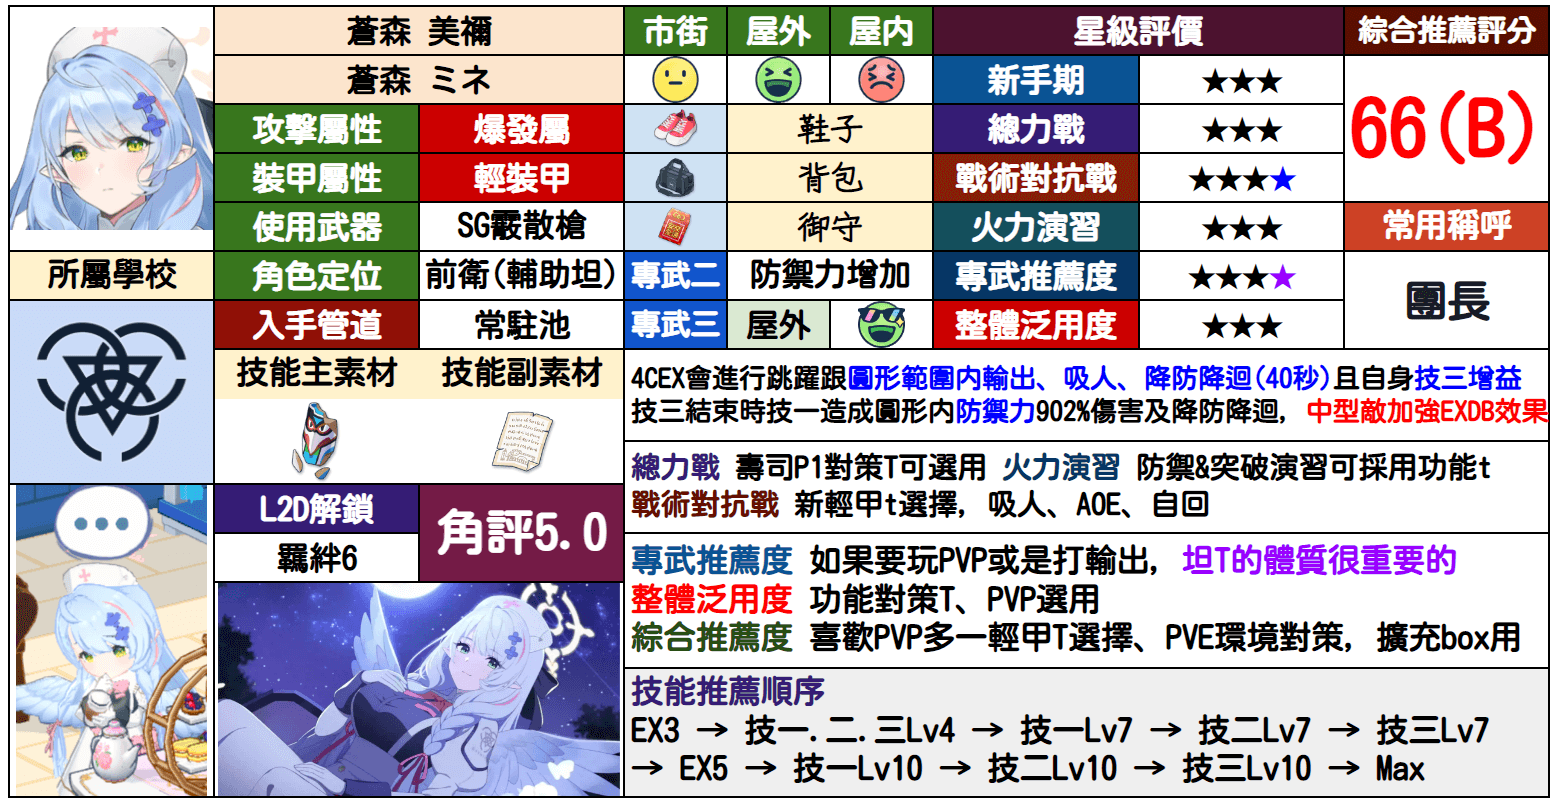 蒼森 美禰
蒼森 ミネ
市街 屋外 屋内
星級評價
綜合推薦評分
新手期 ★★★
66(B)
攻擊屬性 爆發屬 鞋子 總力戰 ★★★
裝甲屬性 輕裝甲 背包 戰術對抗戰 ★★★★
使用武器 SG霰散槍 御守 火力演習 ★★★ 常用稱呼
所屬學校 角色定位 前衛(輔助坦) 專武二 防禦力增加 專武推薦度 ★★★★
團長
入手管道 常駐池 專武三 屋外 整體泛用度 ★★★
技能主素材 技能副素材
4CEX會進行跳躍跟圓形範圍内輸出、吸人、降防降迴(40秒)且自身技三增益
技三結束時技一造成圓形内防禦力902%傷害及降防降迴, 中型敵加強EXDB效果
總力戰 壽司P1對策T可選用 火力演習 防禦&突破演習可採用功能t
戰術對抗戰 新輕甲t選擇, 吸人、AOE、自回
L2D解鎖
羈絆6
角評5.0
專武推薦度 如果要玩PVP或是打輸出, 坦T的體質很重要的
整體泛用度 功能對策T、PVP選用
綜合推薦度 喜歡PVP多一輕甲T選擇、PVE環境對策, 擴充box用
技能推薦順序
EX3 → 技一.二.三Lv4 → 技一Lv7 → 技二Lv7 → 技三Lv7
→ EX5 → 技一Lv10 → 技二Lv10 → 技三Lv10 → Max